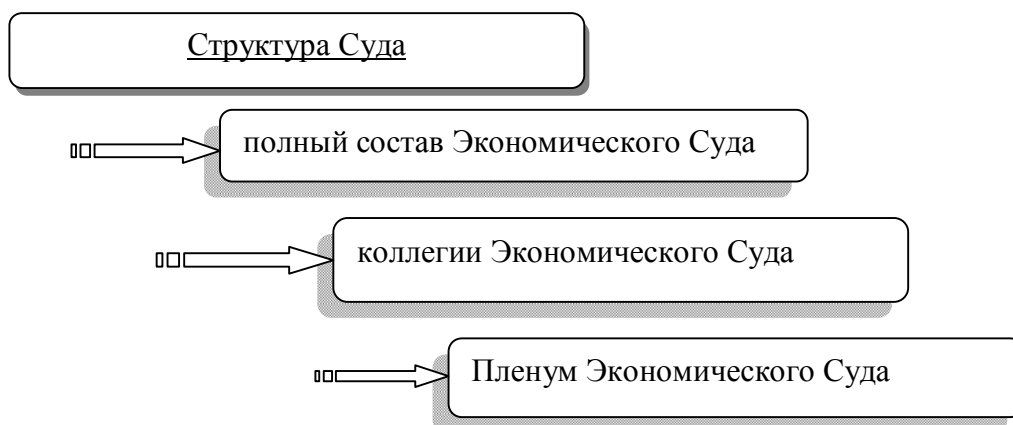 Структура Суда
полный состав Экономического Суда
коллегии Экономического Суда
Пленум Экономического Суда